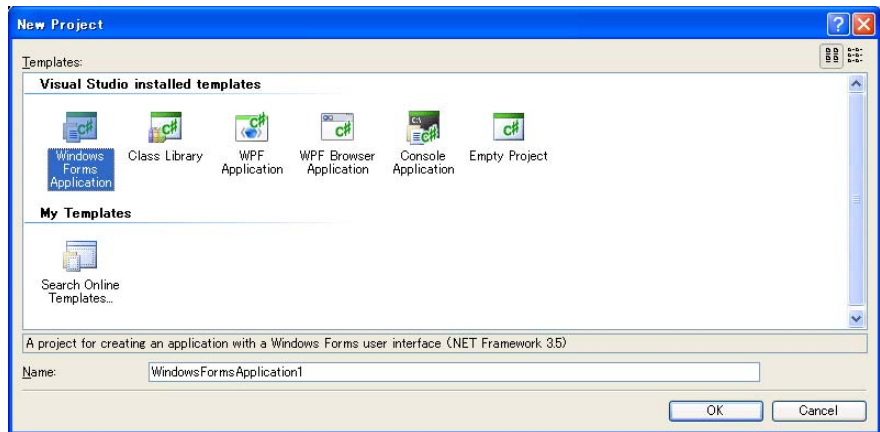 New Project
Templates:
Visual Studio installed templates
Windows Forms Application
Class Library
WPF Application
WPF Browser Application
Console Application
Empty Project
My Templates
Search Online Templates...
A project for creating an application with a Windows Forms user interface (.NET Framework 3.5)
Name:
WindowsFormsApplication1
OK
Cancel